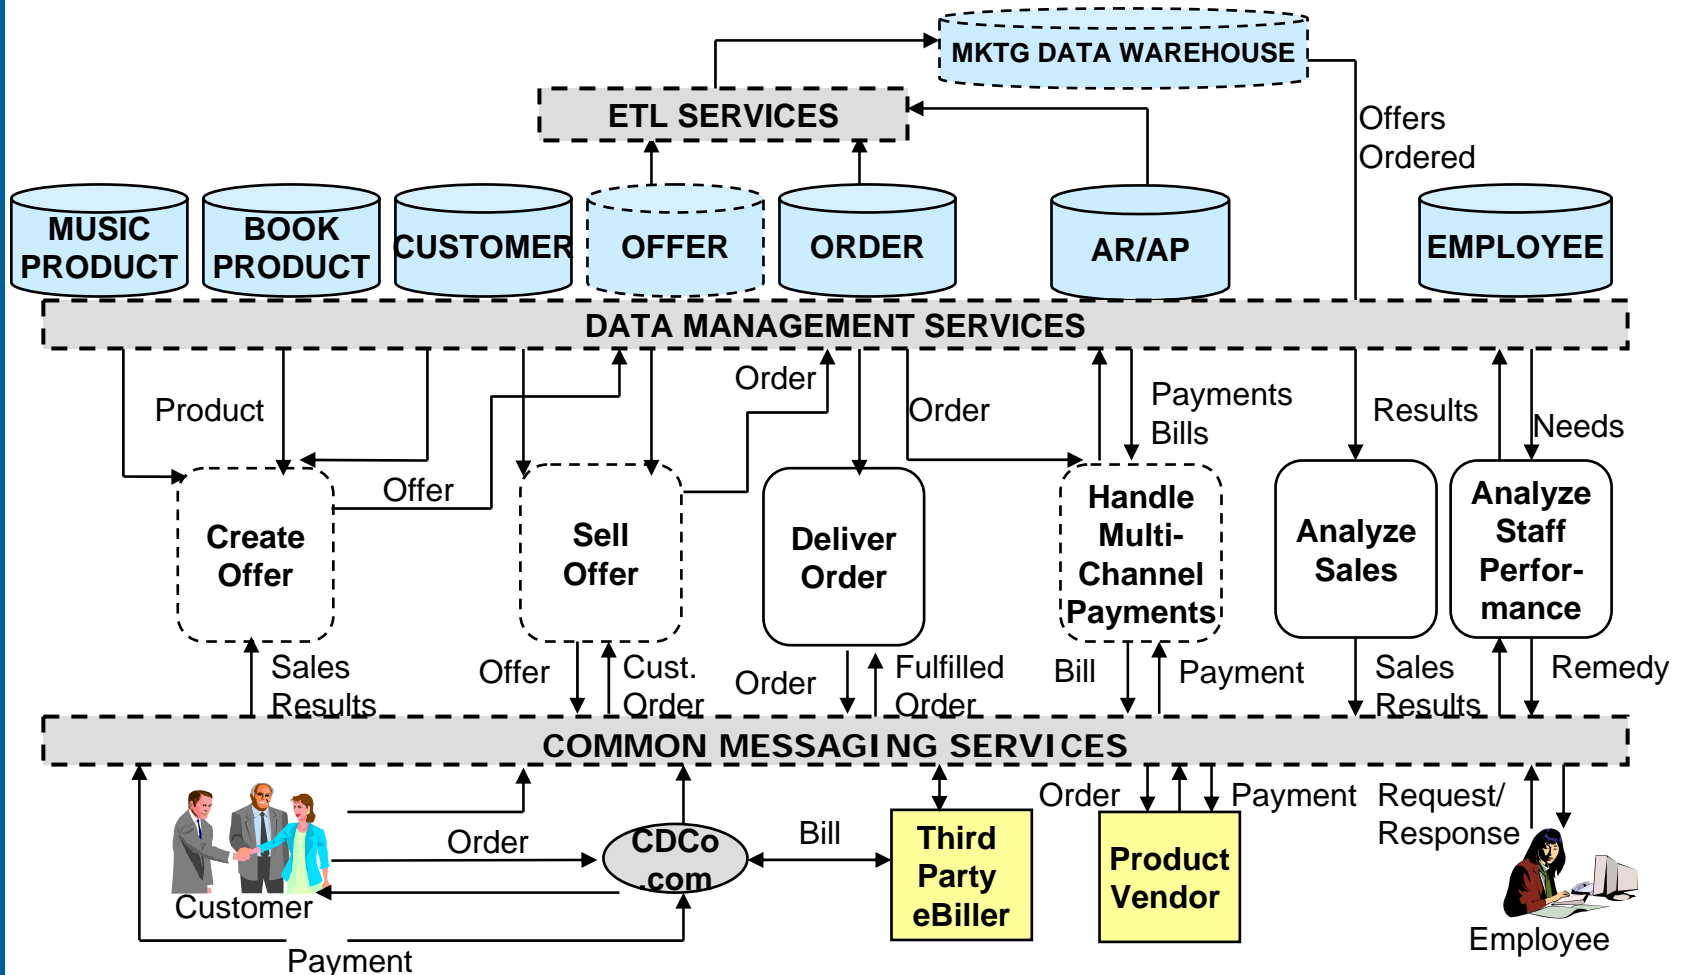 MKTG DATA WAREHOUSE
ETL SERVICES
Offers
Ordered
MUSIC
PRODUCT
BOOK
PRODUCT
CUSTOMER
OFFER
ORDER
AR/AP
EMPLOYEE
DATA MANAGEMENT SERVICES
Product
Offer
Order
Order
Payments
Bills
Results
Needs
Create
Offer
Sell
Offer
Deliver
Order
Handle
Multi-
Channel
Payments
Analyze
Sales
Analyze
Staff
Perfor-
mance
Sales
Results
Offer
Cust.
Order
Order
Fulfilled
Order
Bill
Payment
Sales
Results
Remedy
COMMON MESSAGING SERVICES
Customer
Order
Payment
CDCo
.com
Bill
Third
Party
eBiller
Order
Payment
Product
Vendor
Request/
Response
Employee